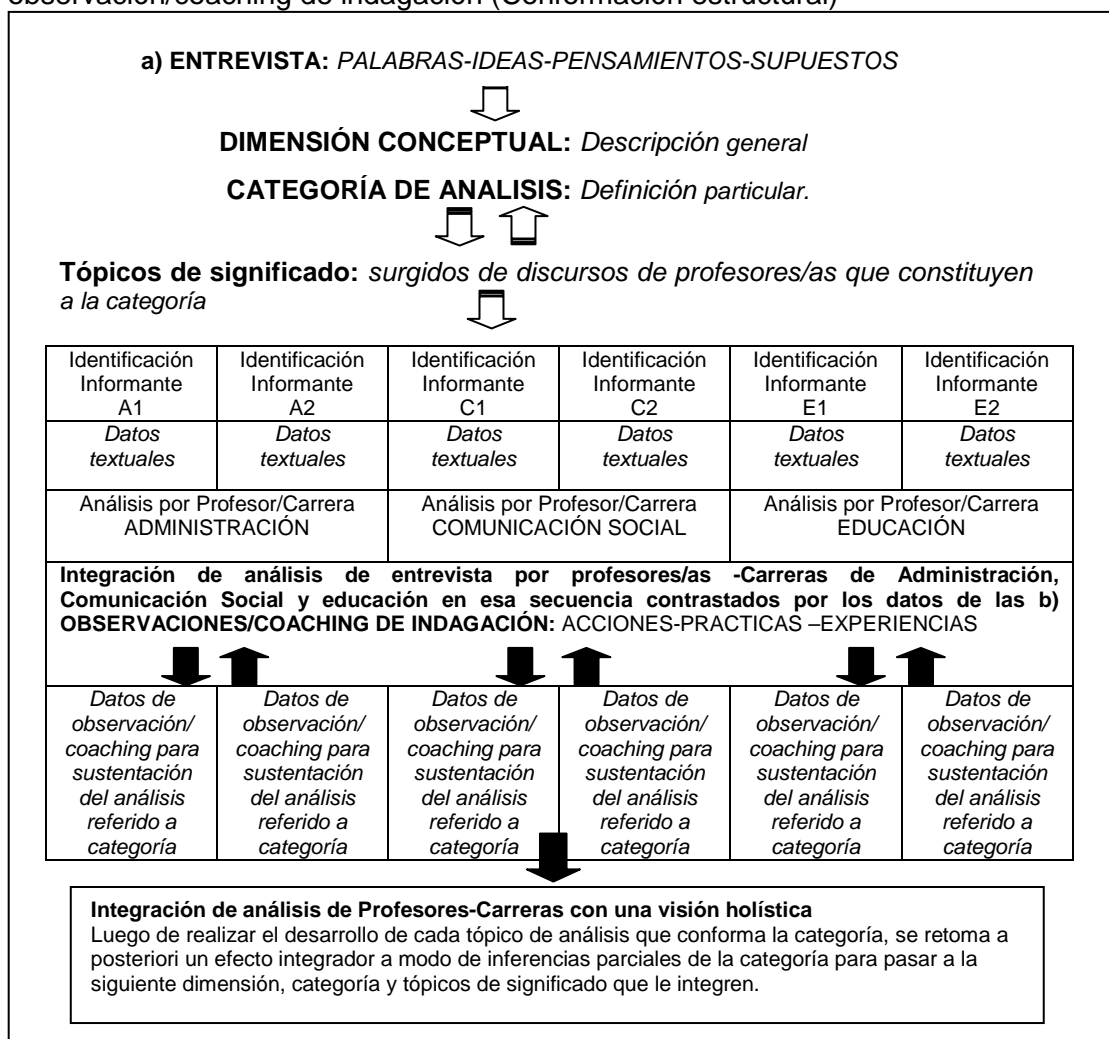 observación/coaching de indagación (Conformación estructural)
a) ENTREVISTA: PALABRAS-IDEAS-PENSAMIENTOS-SUPUESTOS
DIMENSIÓN CONCEPTUAL: Descripción general
CATEGORÍA DE ANALISIS: Definición particular.
Tópicos de significado: surgidos de discursos de profesores/as que constituyen
a la categoría
Identificación Identificación Identificación Identificación Identificación Identificación
Informante Informante Informante Informante Informante Informante
A1 A2 C1 C2 E1 E2
Datos Datos Datos Datos Datos Datos
textuales textuales textuales textuales textuales textuales
Análisis por Profesor/Carrera Análisis por Profesor/Carrera Análisis por Profesor/Carrera
ADMINISTRACIÓN COMUNICACIÓN SOCIAL EDUCACIÓN
Integración de análisis de entrevista por profesores/as -Carreras de Administración,
Comunicación Social y educación en esa secuencia contrastados por los datos de las b)
OBSERVACIONES/COACHING DE INDAGACIÓN: ACCIONES-PRACTICAS –EXPERIENCIAS
Datos de Datos de Datos de Datos de Datos de Datos de
observación/ observación/ observación/ observación/ observación/ observación/
coaching para coaching para coaching para coaching para coaching para coaching para
sustentación sustentación sustentación sustentación sustentación sustentación
del análisis del análisis del análisis del análisis del análisis del análisis
referido a referido a referido a referido a referido a referido a
categoría categoría categoría categoría categoría categoría
Integración de análisis de Profesores-Carreras con una visión holística
Luego de realizar el desarrollo de cada tópico de análisis que conforma la categoría, se retoma a
posteriori un efecto integrador a modo de inferencias parciales de la categoría para pasar a la
siguiente dimensión, categoría y tópicos de significado que le integren.